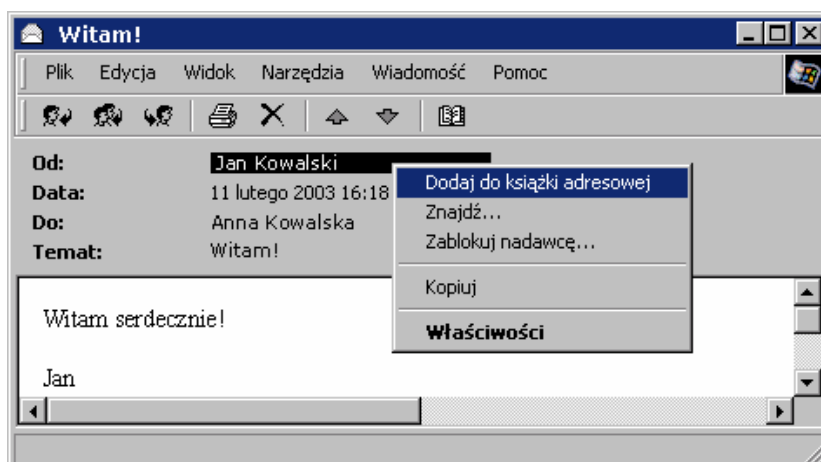 Witam!
Plik Edycja Widok Narzędzia Wiadomość Pomoc
Od: Jan Kowalski
Data: 11 lutego 2003 16:18
Do: Anna Kowalska
Temat: Witam!
Dodaj do książki adresowej
Znajdź...
Zablokuj nadawcę...
Kopiuj
Właściwości
Witam serdecznie!
Jan